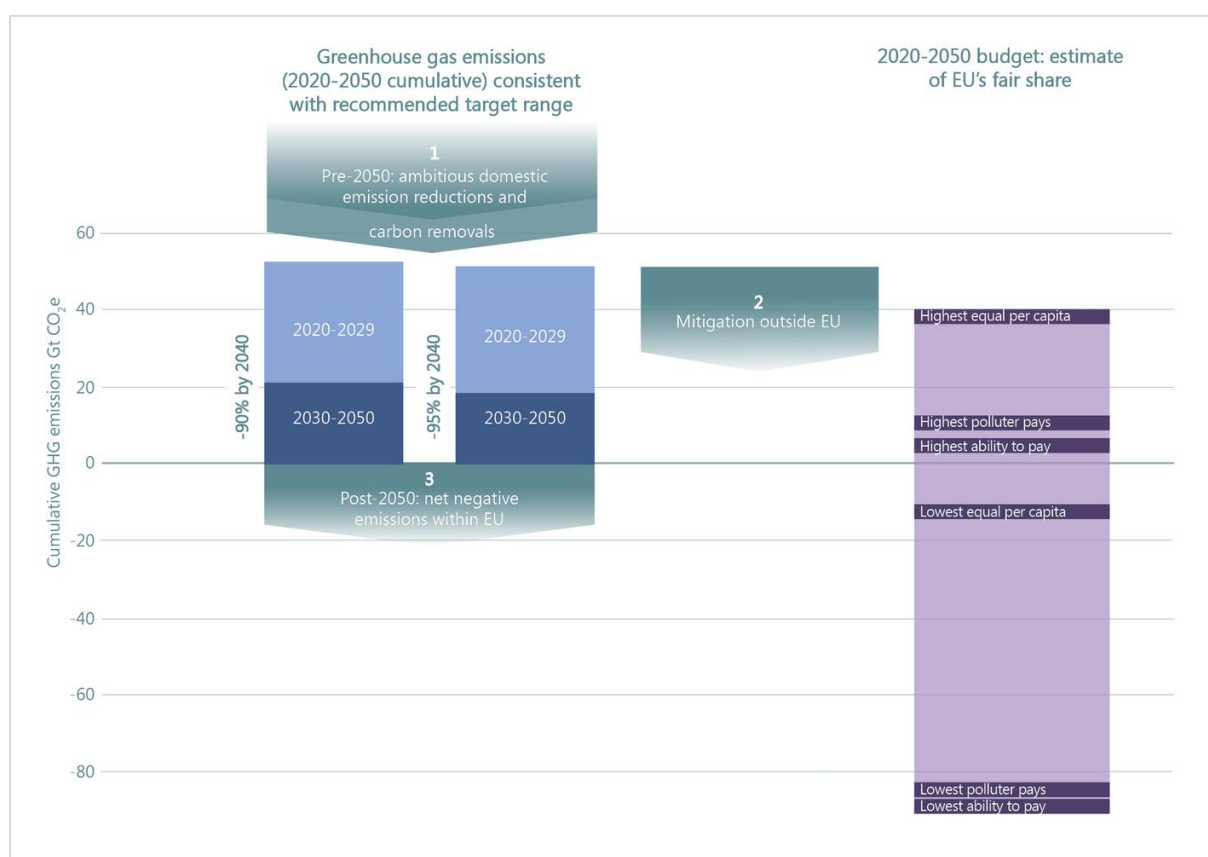 Greenhouse gas emissions
(2020-2050 cumulative) consistent
with recommended target range
2020-2050 budget: estimate
of EU's fair share
1
Pre-2050: ambitious domestic
emission reductions and
carbon removals
60
40
20
0
-20
-40
-60
-80
Cumulative GHG emissions Gt CO₂e
-90% by 2040
2020-2029
2030-2050
-95% by 2040
2020-2029
2030-2050
2
Mitigation outside EU
3
Post-2050: net negative
emissions within EU
Highest equal per capita
Highest polluter pays
Highest ability to pay
Lowest equal per capita
Lowest polluter pays
Lowest ability to pay